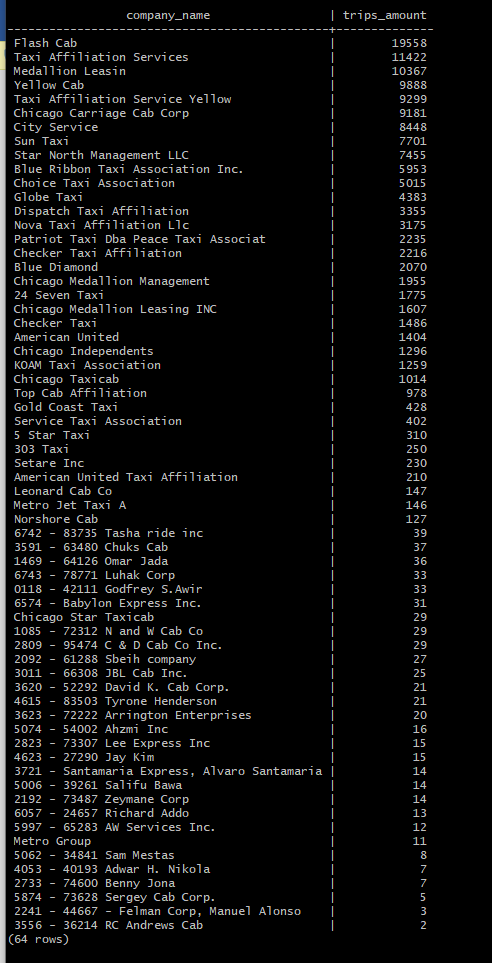 company_name | trips_amount
---------------------------------------------+--------------
Flash Cab | 19558
Taxi Affiliation Services | 11422
Medallion Leasin | 10367
Yellow Cab | 9888
Taxi Affiliation Service Yellow | 9299
Chicago Carriage Cab Corp | 9181
City Service | 8448
Sun Taxi | 7701
Star North Management LLC | 7455
Blue Ribbon Taxi Association Inc. | 5953
Choice Taxi Association | 5015
Globe Taxi | 4383
Dispatch Taxi Affiliation | 3355
Nova Taxi Affiliation Llc | 3175
Patriot Taxi Dba Peace Taxi Associat | 2235
Checker Taxi Affiliation | 2216
Blue Diamond | 2070
Chicago Medallion Management | 1955
24 Seven Taxi | 1775
Chicago Medallion Leasing INC | 1607
Checker Taxi | 1486
American United | 1404
Chicago Independents | 1296
KOAM Taxi Association | 1259
Chicago Taxicab | 1014
Top Cab Affiliation | 978
Gold Coast Taxi | 428
Service Taxi Association | 402
5 Star Taxi | 310
303 Taxi | 250
Setare Inc | 230
American United Taxi Affiliation | 210
Leonard Cab Co | 147
Metro Jet Taxi A | 146
Norshore Cab | 127
6742 - 83735 Tasha ride inc | 39
3591 - 63480 Chuks Cab | 37
1469 - 64126 Omar Jada | 36
6743 - 78771 Luhak Corp | 33
0118 - 42111 Godfrey S.Awir | 33
6574 - Babylon Express Inc. | 31
Chicago Star Taxicab | 29
1085 - 72312 N and W Cab Co | 29
2809 - 95474 C & D Cab Co Inc. | 29
2092 - 61288 Sbeih company | 27
3011 - 66308 JBL Cab Inc. | 25
3620 - 52292 David K. Cab Corp. | 21
4615 - 83503 Tyrone Henderson | 21
3623 - 72222 Arrington Enterprises | 20
5074 - 54002 Ahzmi Inc | 16
2823 - 73307 Lee Express Inc | 15
4623 - 27290 Jay Kim | 15
3721 - Santamaria Express, Alvaro Santamaria | 14
5006 - 39261 Salifu Bawa | 14
2192 - 73487 Zeymane Corp | 14
6057 - 24657 Richard Addo | 13
5997 - 65283 AW Services Inc. | 12
Metro Group | 11
5062 - 34841 Sam Mestas | 8
4053 - 40193 Adwar H. Nikola | 7
2733 - 74600 Benny Jona | 7
5874 - 73628 Sergey Cab Corp. | 5
2241 - 44667 - Felman Corp, Manuel Alonso | 3
3556 - 36214 RC Andrews Cab | 2
(64 rows)